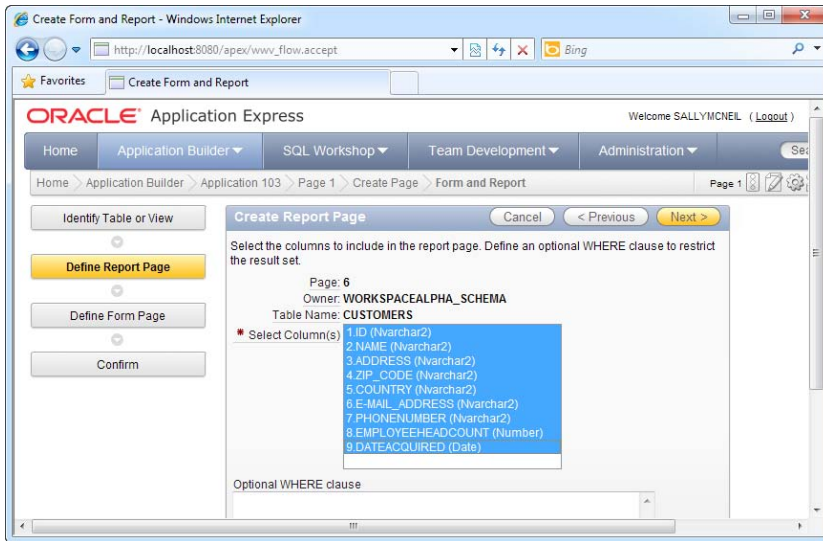 Create Form and Report - Windows Internet Explorer
http://localhost:8080/apex/wwv_flow.accept
Bing
Favorites
Create Form and Report
ORACLE Application Express
Welcome SALLYMCNEIL ( Logout )
Home Application Builder SQL Workshop Team Development Administration
Home > Application Builder > Application 103 > Page 1 > Create Page > Form and Report
Page 1
Identify Table or View
Define Report Page
Define Form Page
Confirm
Create Report Page
Cancel
< Previous
Next >
Select the columns to include in the report page. Define an optional WHERE clause to restrict
the result set.
Page: 6
Owner: WORKSPACEALPHA_SCHEMA
Table Name: CUSTOMERS
* Select Column(s)
1.ID (Nvarchar2)
2.NAME (Nvarchar2)
3.ADDRESS (Nvarchar2)
4.ZIP_CODE (Nvarchar2)
5.COUNTRY (Nvarchar2)
6.E-MAIL_ADDRESS (Nvarchar2)
7.PHONENUMBER (Nvarchar2)
8.EMPLOYEEHEADCOUNT (Number)
9.DATEACQUIRED (Date)
Optional WHERE clause